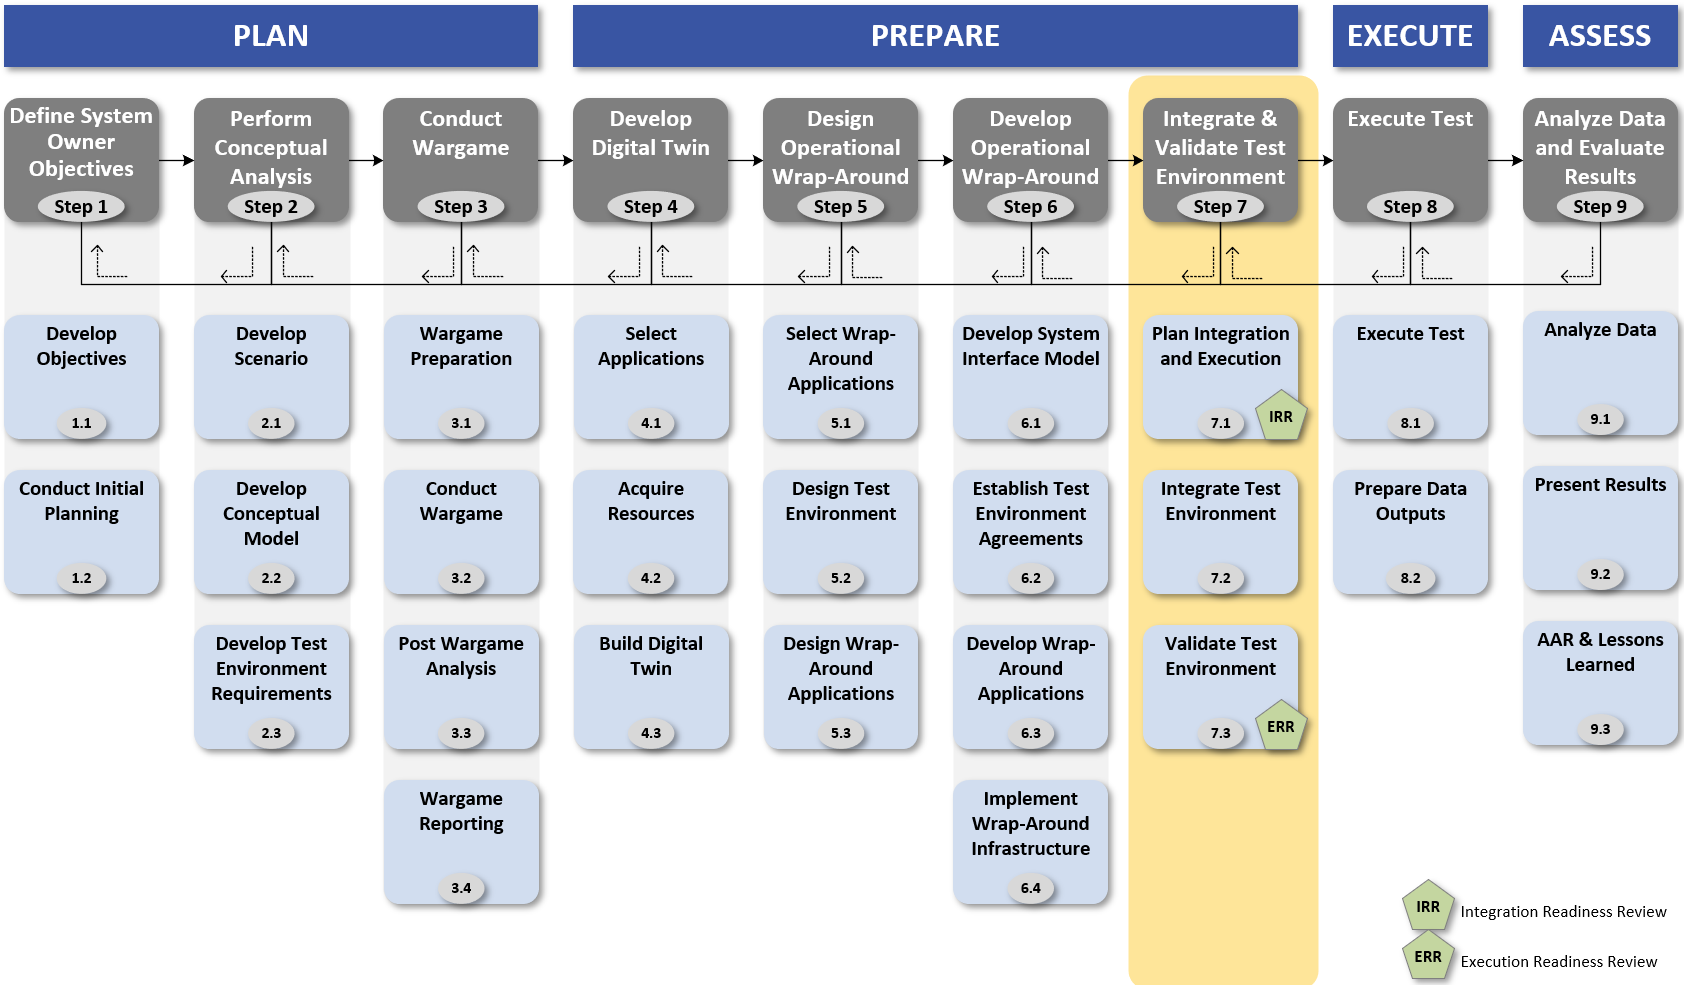 PLAN
PREPARE
EXECUTE
ASSESS
Define System
Owner
Objectives
Step 1
Perform
Conceptual
Analysis
Step 2
Conduct
Wargame
Step 3
Develop
Digital Twin
Step 4
Design
Operational
Wrap-Around
Step 5
Develop
Operational
Wrap-Around
Step 6
Integrate &
Validate Test
Environment
Step 7
Execute Test
Step 8
Analyze Data
and Evaluate
Results
Step 9
Develop
Objectives
1.1
Conduct Initial
Planning
1.2
Develop
Scenario
2.1
Develop
Conceptual
Model
2.2
Develop Test
Environment
Requirements
2.3
Wargame
Preparation
3.1
Conduct
Wargame
3.2
Post Wargame
Analysis
3.3
Wargame
Reporting
3.4
Select
Applications
4.1
Acquire
Resources
4.2
Build Digital
Twin
4.3
Select Wrap-
Around
Applications
5.1
Design Test
Environment
5.2
Design Wrap-
Around
Applications
5.3
Develop System
Interface Model
6.1
Establish Test
Environment
Agreements
6.2
Develop Wrap-
Around
Applications
6.3
Implement
Wrap-Around
Infrastructure
6.4
Plan Integration
and Execution
7.1
IRR
Integrate Test
Environment
7.2
Validate Test
Environment
7.3
ERR
Execute Test
8.1
Prepare Data
Outputs
8.2
Analyze Data
9.1
Present Results
9.2
AAR & Lessons
Learned
9.3
IRR Integration Readiness Review
ERR Execution Readiness Review